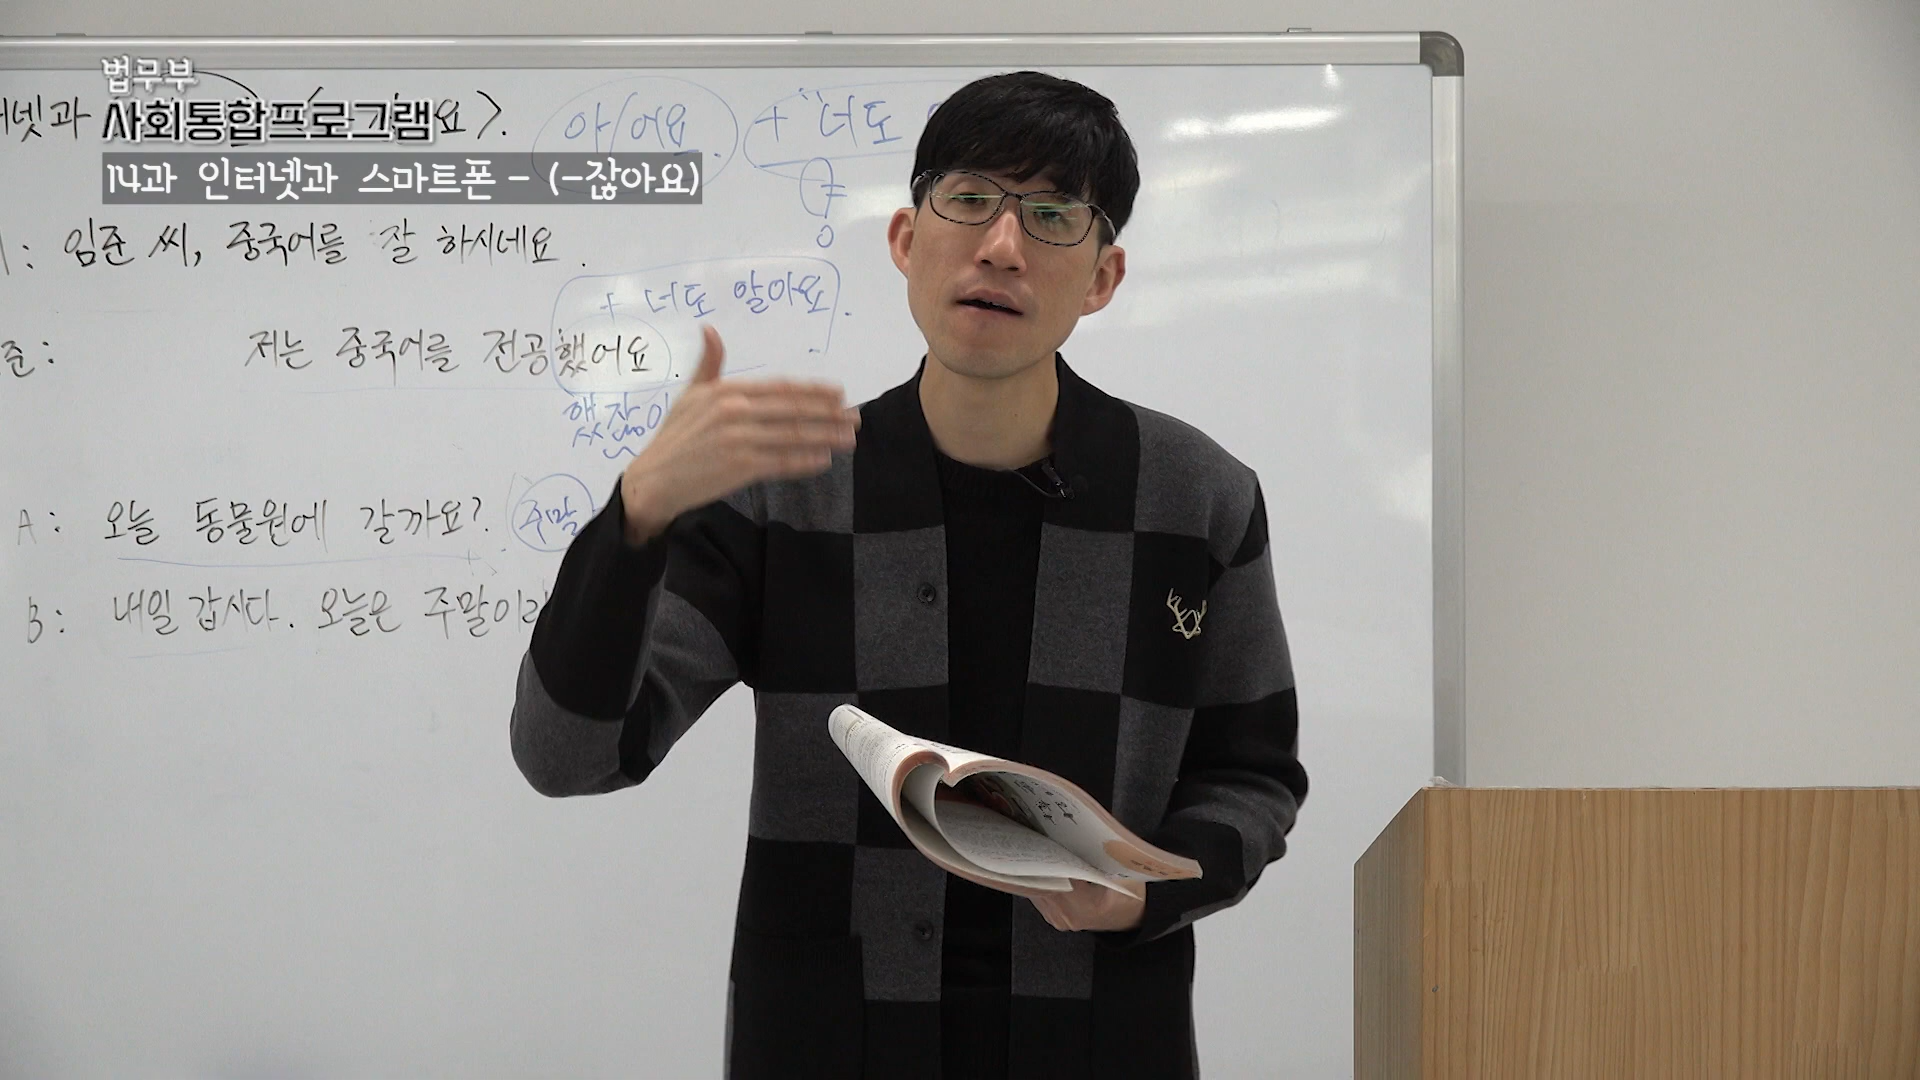 법무부
사회통합프로그램
14과 인터넷과 스마트폰 - (-잖아요)
넷과 요>. 아/어요. + "너도
임준 씨, 중국어를 잘 하시네요.
+ 너도 알아요.
준: 저는 중국어를 전공했어요.
했잖아
A: 오늘 동물원에 갈까요? 주말
B: 내일 갑시다. 오늘은 주말이라